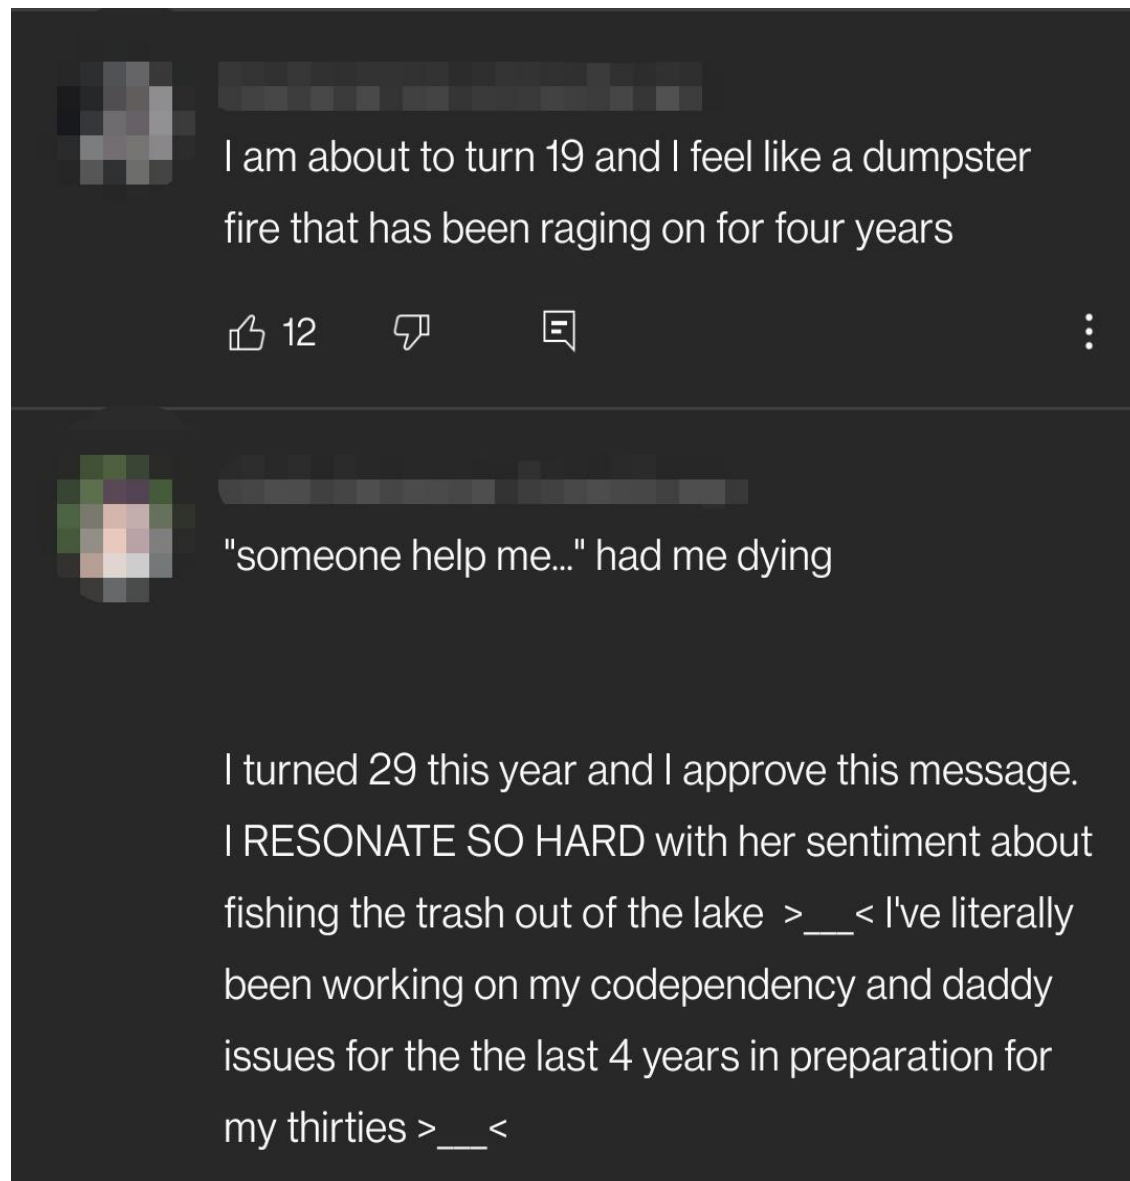 I am about to turn 19 and I feel like a dumpster
fire that has been raging on for four years
12
"someone help me..." had me dying
I turned 29 this year and I approve this message.
I RESONATE SO HARD with her sentiment about
fishing the trash out of the lake  >___< I've literally
been working on my codependency and daddy
issues for the the last 4 years in preparation for
my thirties >___<